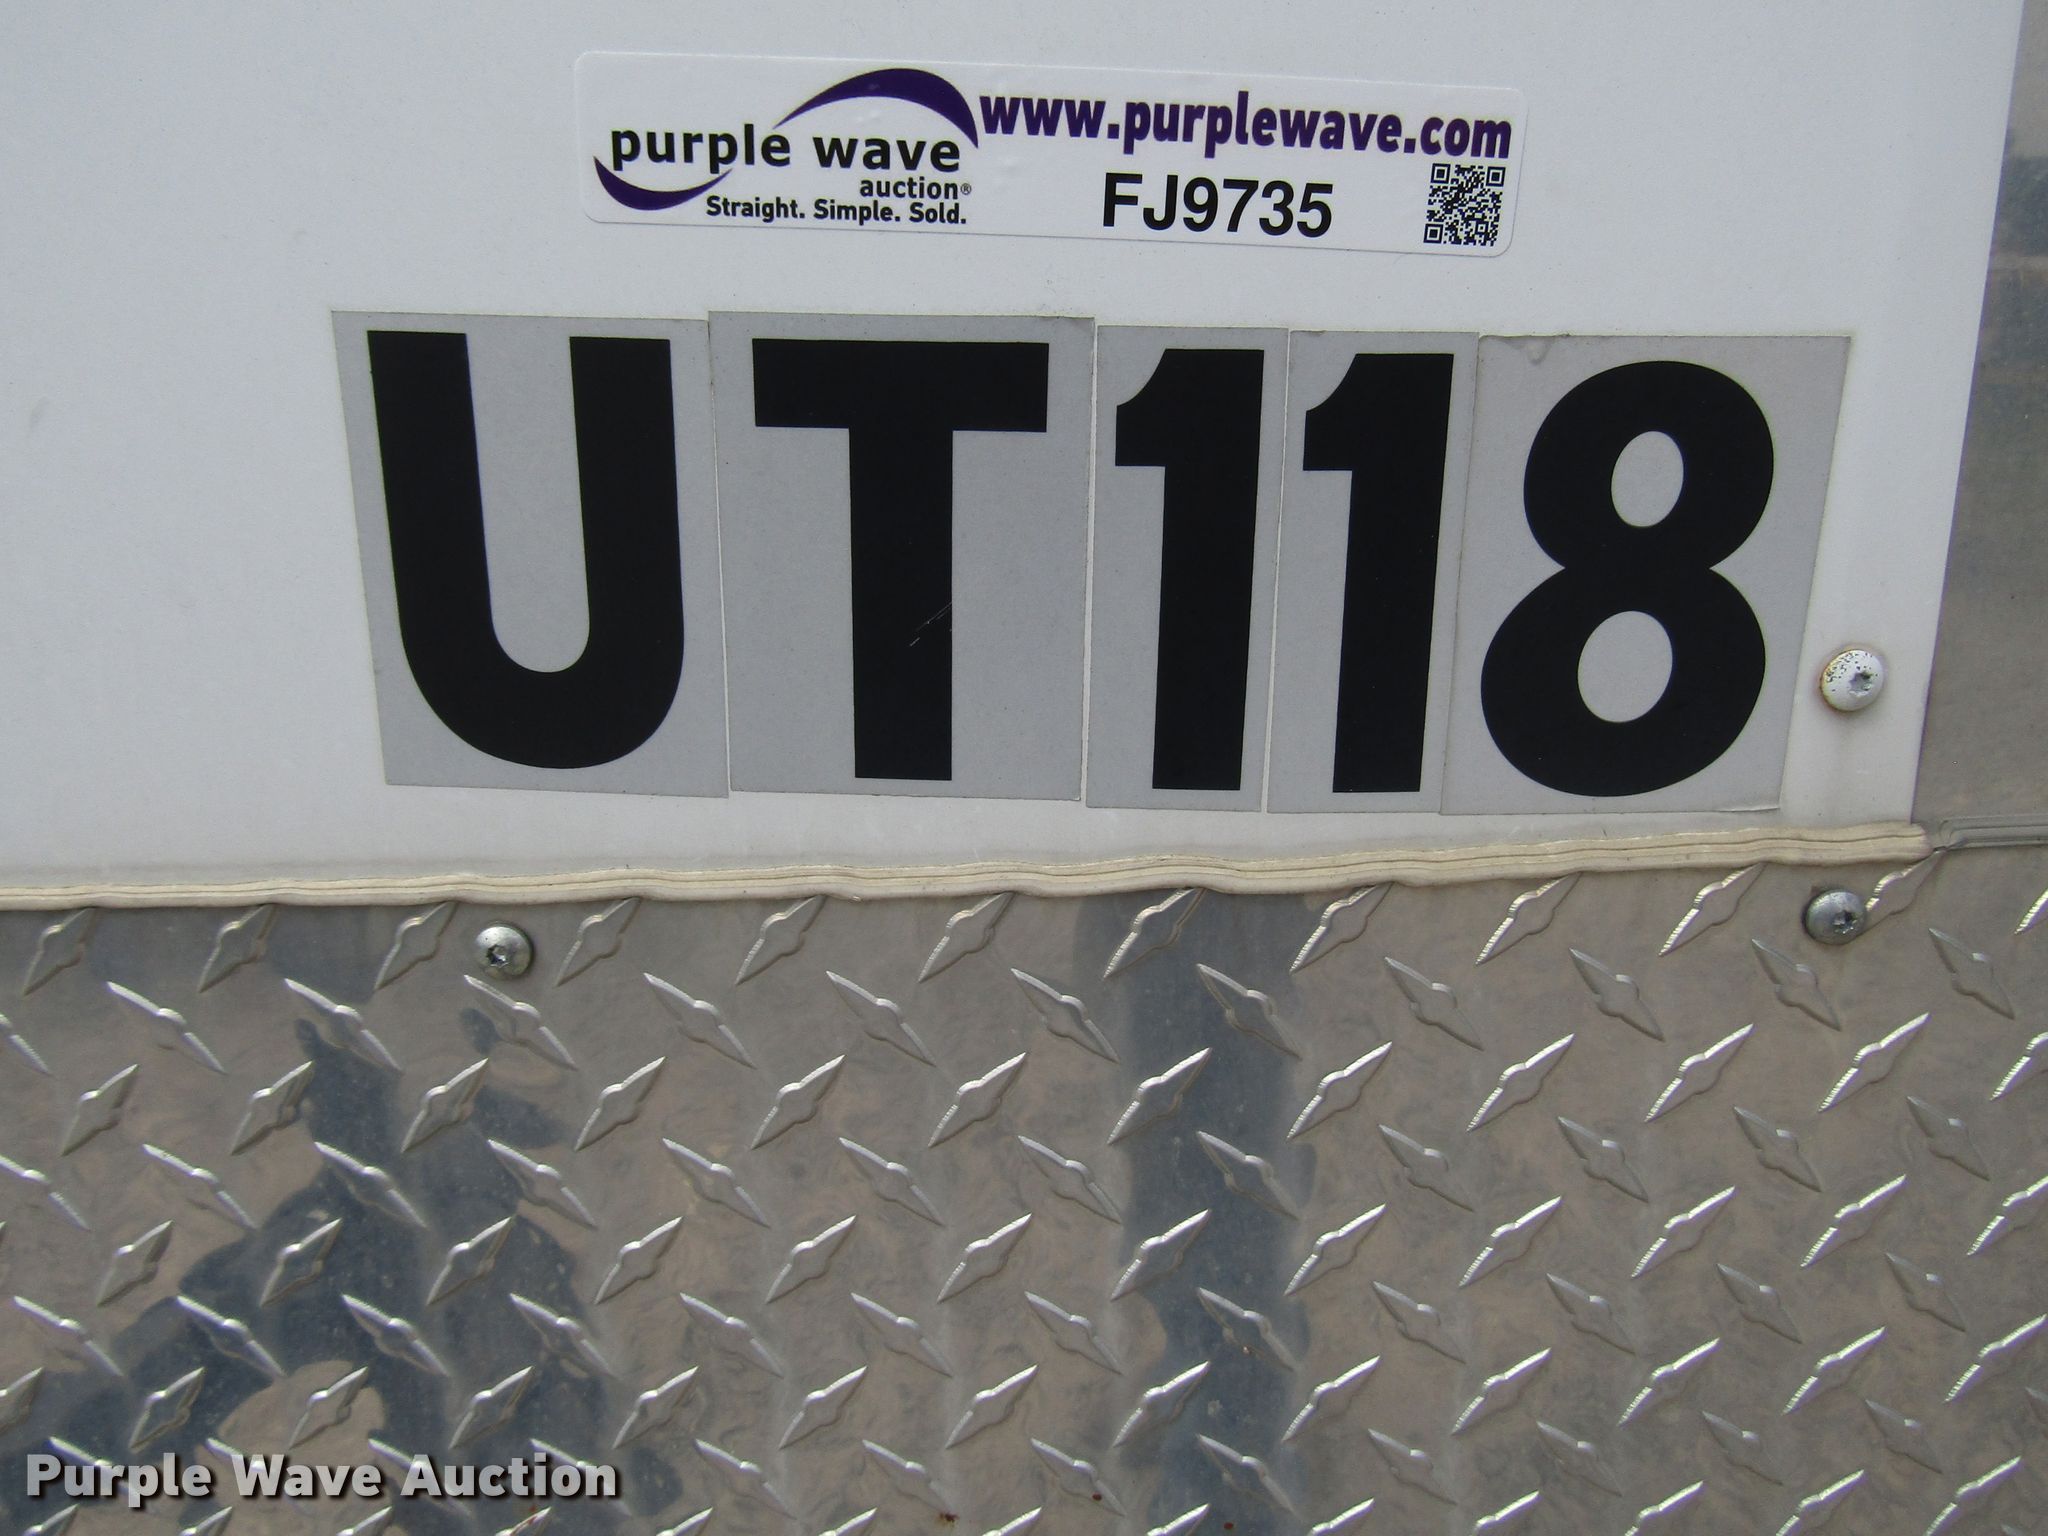 www.purplewave.com
purple wave
auction®
Straight. Simple. Sold.
FJ9735
UT118
Purple Wave Auction